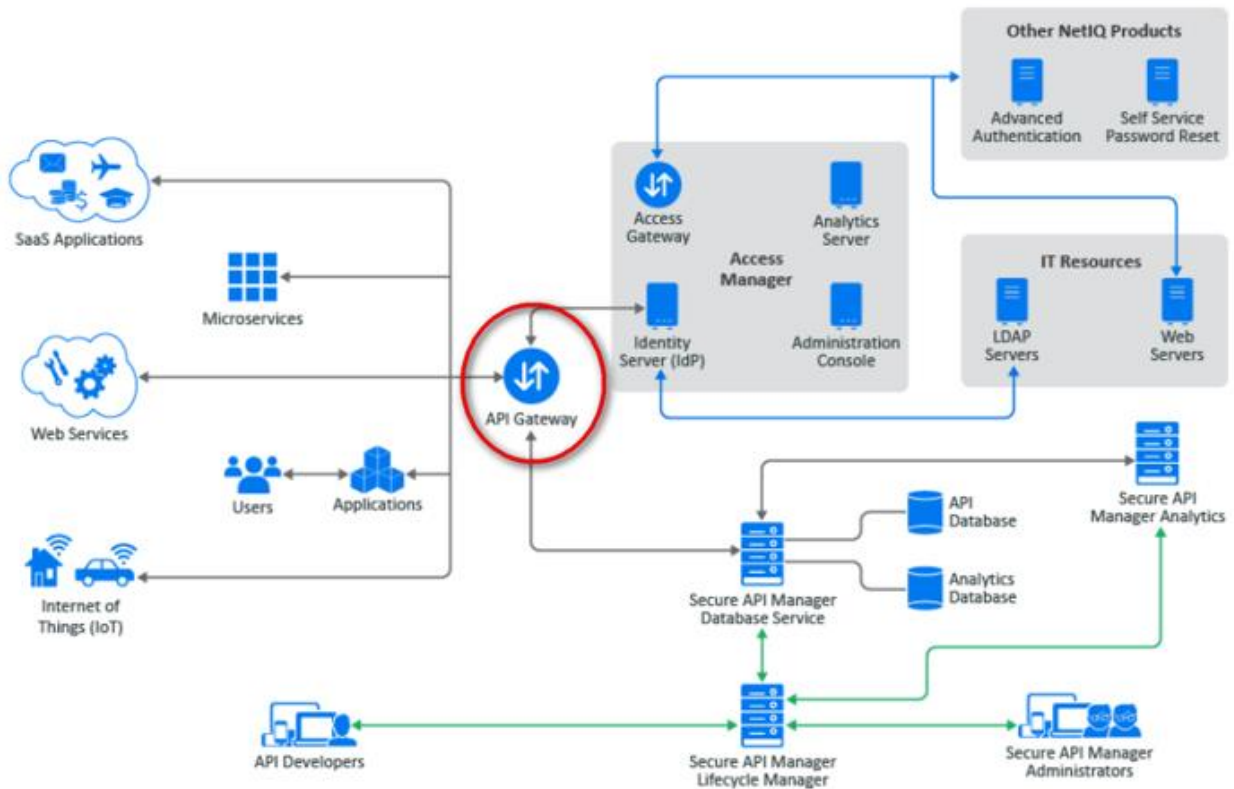 Other NetIQ Products
Advanced
Authentication
Self Service
Password Reset
SaaS Applications
Access
Gateway
Analytics
Server
Access
Manager
Microservices
Identity
Server (IdP)
Administration
Console
IT Resources
LDAP
Servers
Web
Servers
Web Services
API Gateway
Users
Applications
Secure API
Manager Analytics
API
Database
Analytics
Database
Internet of
Things (IoT)
Secure API Manager
Database Service
API Developers
Secure API Manager
Lifecycle Manager
Secure API Manager
Administrators